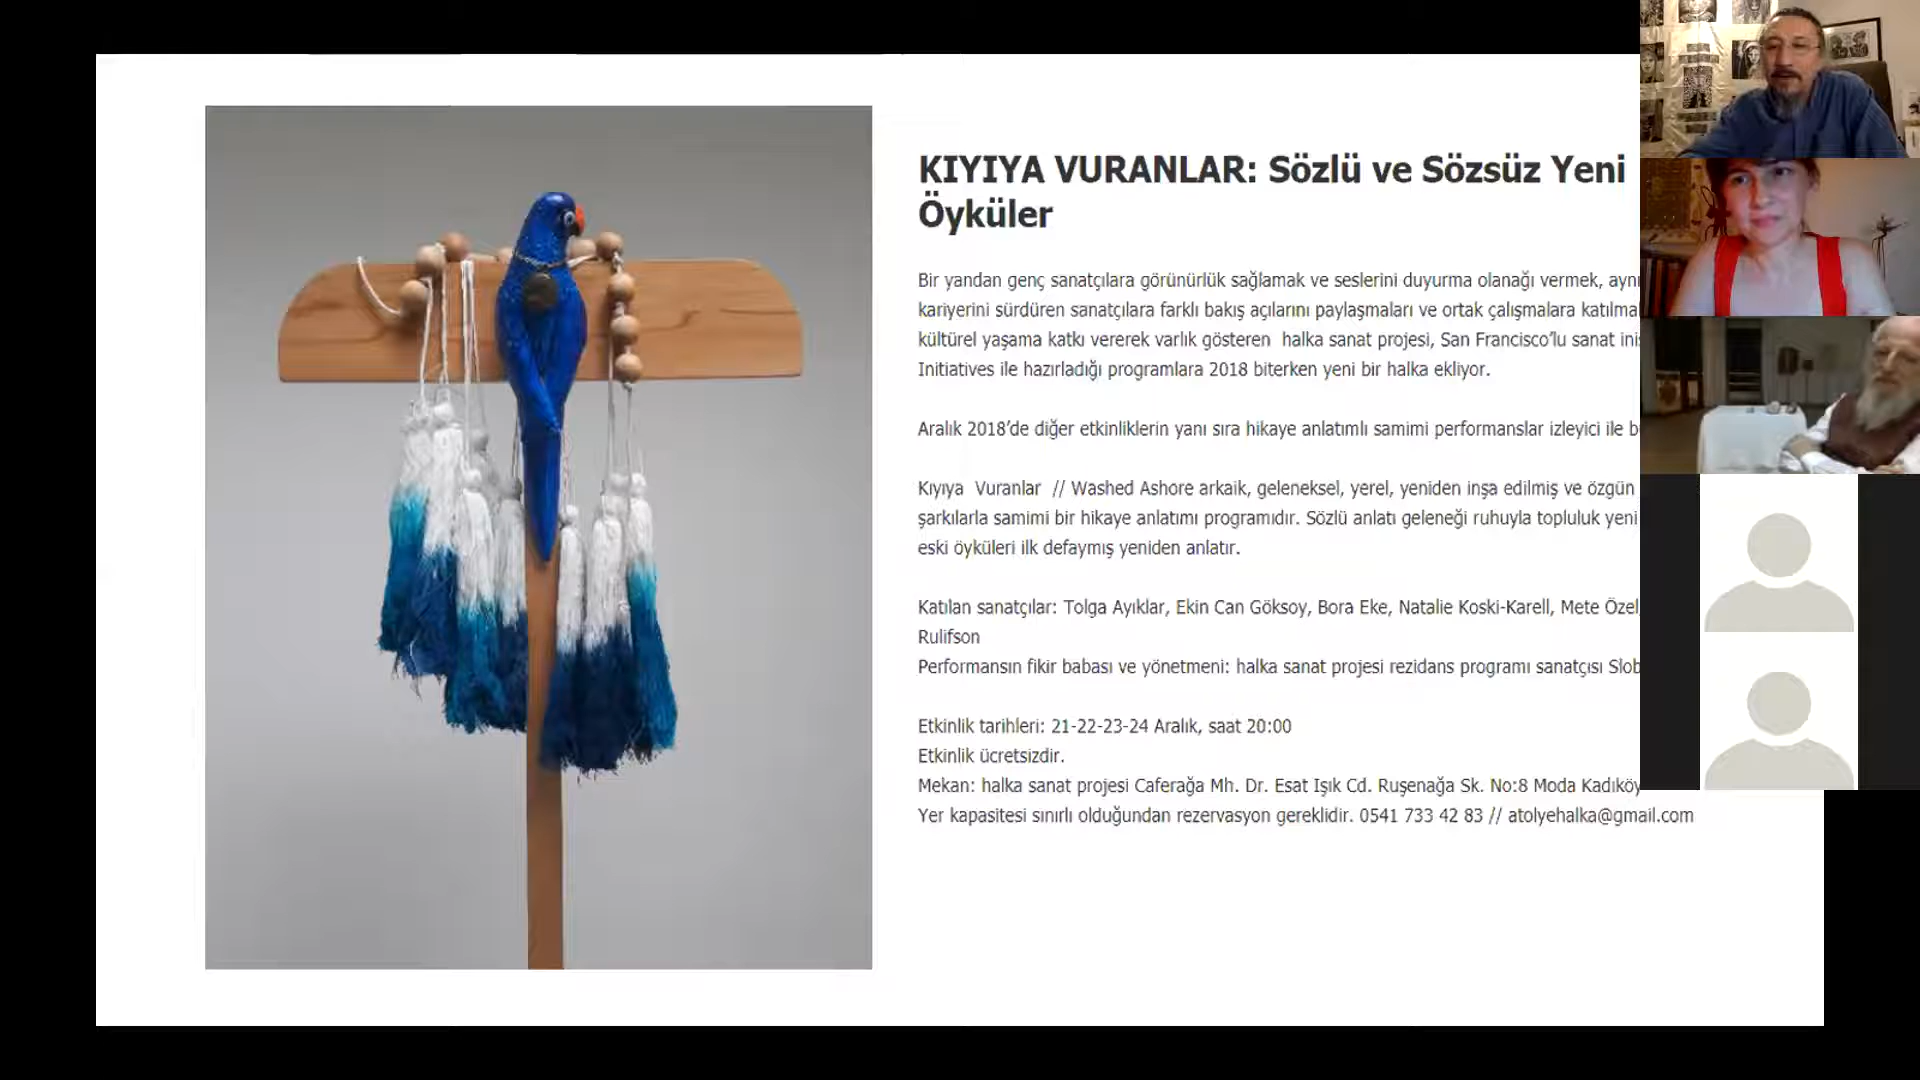 KIYIYA VURANLAR: Sözlü ve Sözsüz Yeni
Öyküler
Bir yandan genç sanatçılara görünürlük sağlamak ve seslerini duyurma olanağı vermek,
kariyerini sürdüren sanatçılara farklı bakış açılarını paylaşmaları ve ortak çalışmalara
kültürel yaşama katkı vererek varlık gösteren halka sanat projesi, San Francisco'lu sanat
Initiatives ile hazırladığı programlara 2018 biterken yeni bir halka ekliyor.
Aralık 2018'de diğer etkinliklerin yanı sıra hikaye anlatımlı samimi performanslar izleyici ile
Kıyıya Vuranlar // Washed Ashore arkaik, geleneksel, yerel, yeniden inşa edilmiş ve özgün
şarkılarla samimi bir hikaye anlatımı programıdır. Sözlü anlatı geleneği ruhuyla topluluk yeni
eski öyküleri ilk defaymış yeniden anlatır.
Katılan sanatçılar: Tolga Ayıklar, Ekin Can Göksoy, Bora Eke, Natalie Koski-Karell, Mete Özel,
Rulifson
Performansın fikir babası ve yönetmeni: halka sanat projesi rezidans programı sanatçısı
Etkinlik tarihleri: 21-22-23-24 Aralık, saat 20:00
Etkinlik ücretsizdir.
Mekan: halka sanat projesi Caferağa Mh. Dr. Esat Işık Cd. Ruşenağa Sk. No:8 Moda Kadıköy
Yer kapasitesi sınırlı olduğundan rezervasyon gereklidir. 0541 733 42 83 // atolyehalka@gmail.com